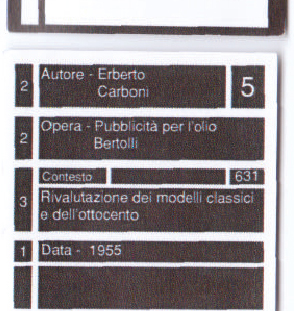 2 Autore - Erberto
Carboni 5
2 Opera - Pubblicità per l'olio
Bertolli
Contesto 631
3 Rivalutazione dei modelli classici
e dell'ottocento
1 Data - 1955